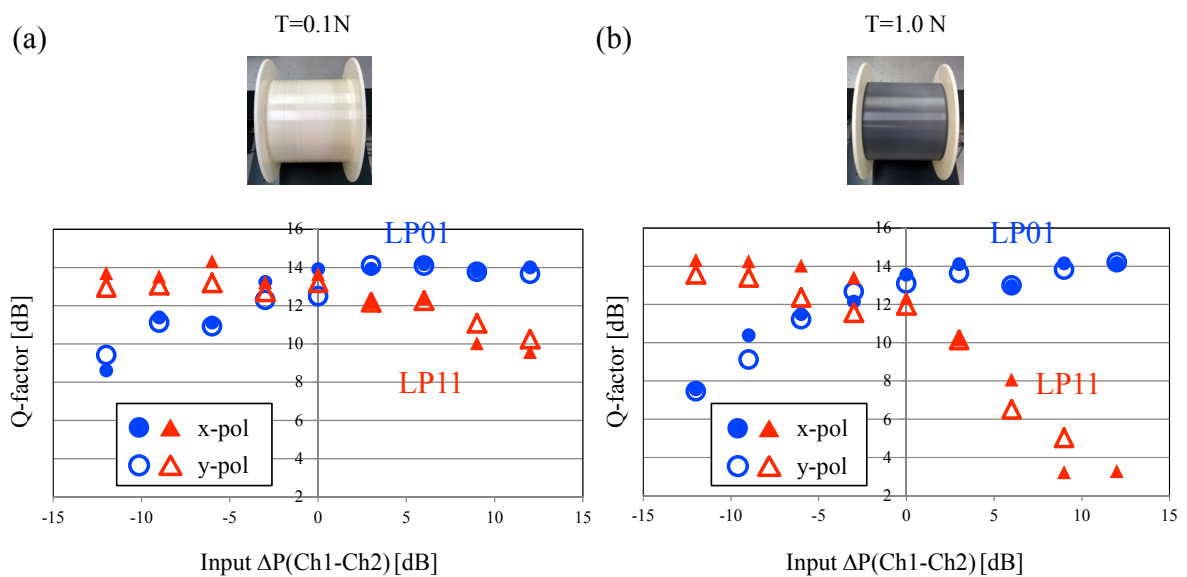 (a)
T=0.1N
16
14
12
10
8
6
4
2
-15
-10
-5
0
5
10
15
LP01
LP11
x-pol
y-pol
Q-factor [dB]
Input ΔP(Ch1-Ch2) [dB]
(b)
T=1.0 N
16
14
12
10
8
6
4
2
-15
-10
-5
0
5
10
15
LP01
LP11
x-pol
y-pol
Q-factor [dB]
Input ΔP(Ch1-Ch2) [dB]